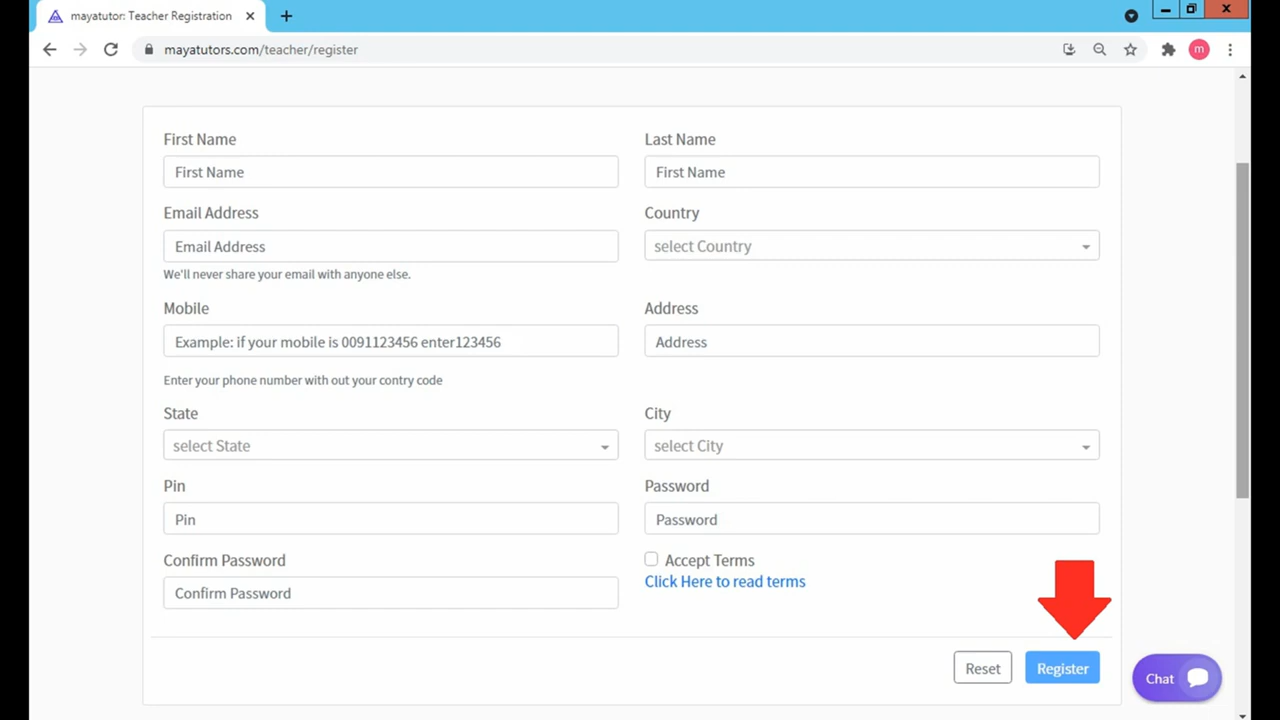 mayatutor: Teacher Registration
mayatutors.com/teacher/register
m
First Name
Last Name
First Name
First Name
Email Address
Country
Email Address
select Country
We'll never share your email with anyone else.
Mobile
Address
Example: if your mobile is 0091123456 enter123456
Address
Enter your phone number with out your contry code
State
City
select State
select City
Pin
Password
Pin
Password
Confirm Password
Accept Terms
Click Here to read terms
Confirm Password
Reset
Register
Chat